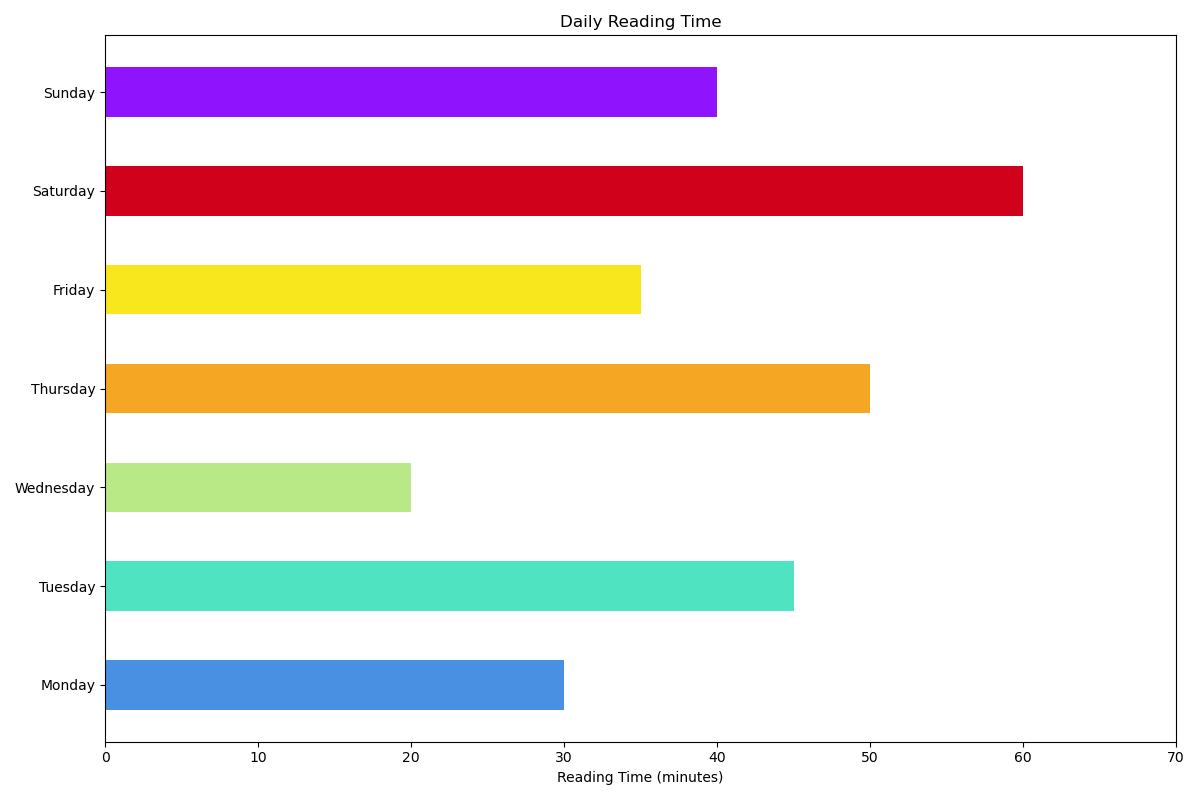 Daily Reading Time
Sunday
Saturday
Friday
Thursday
Wednesday
Tuesday
Monday
0 10 20 30 40 50 60 70
Reading Time (minutes)